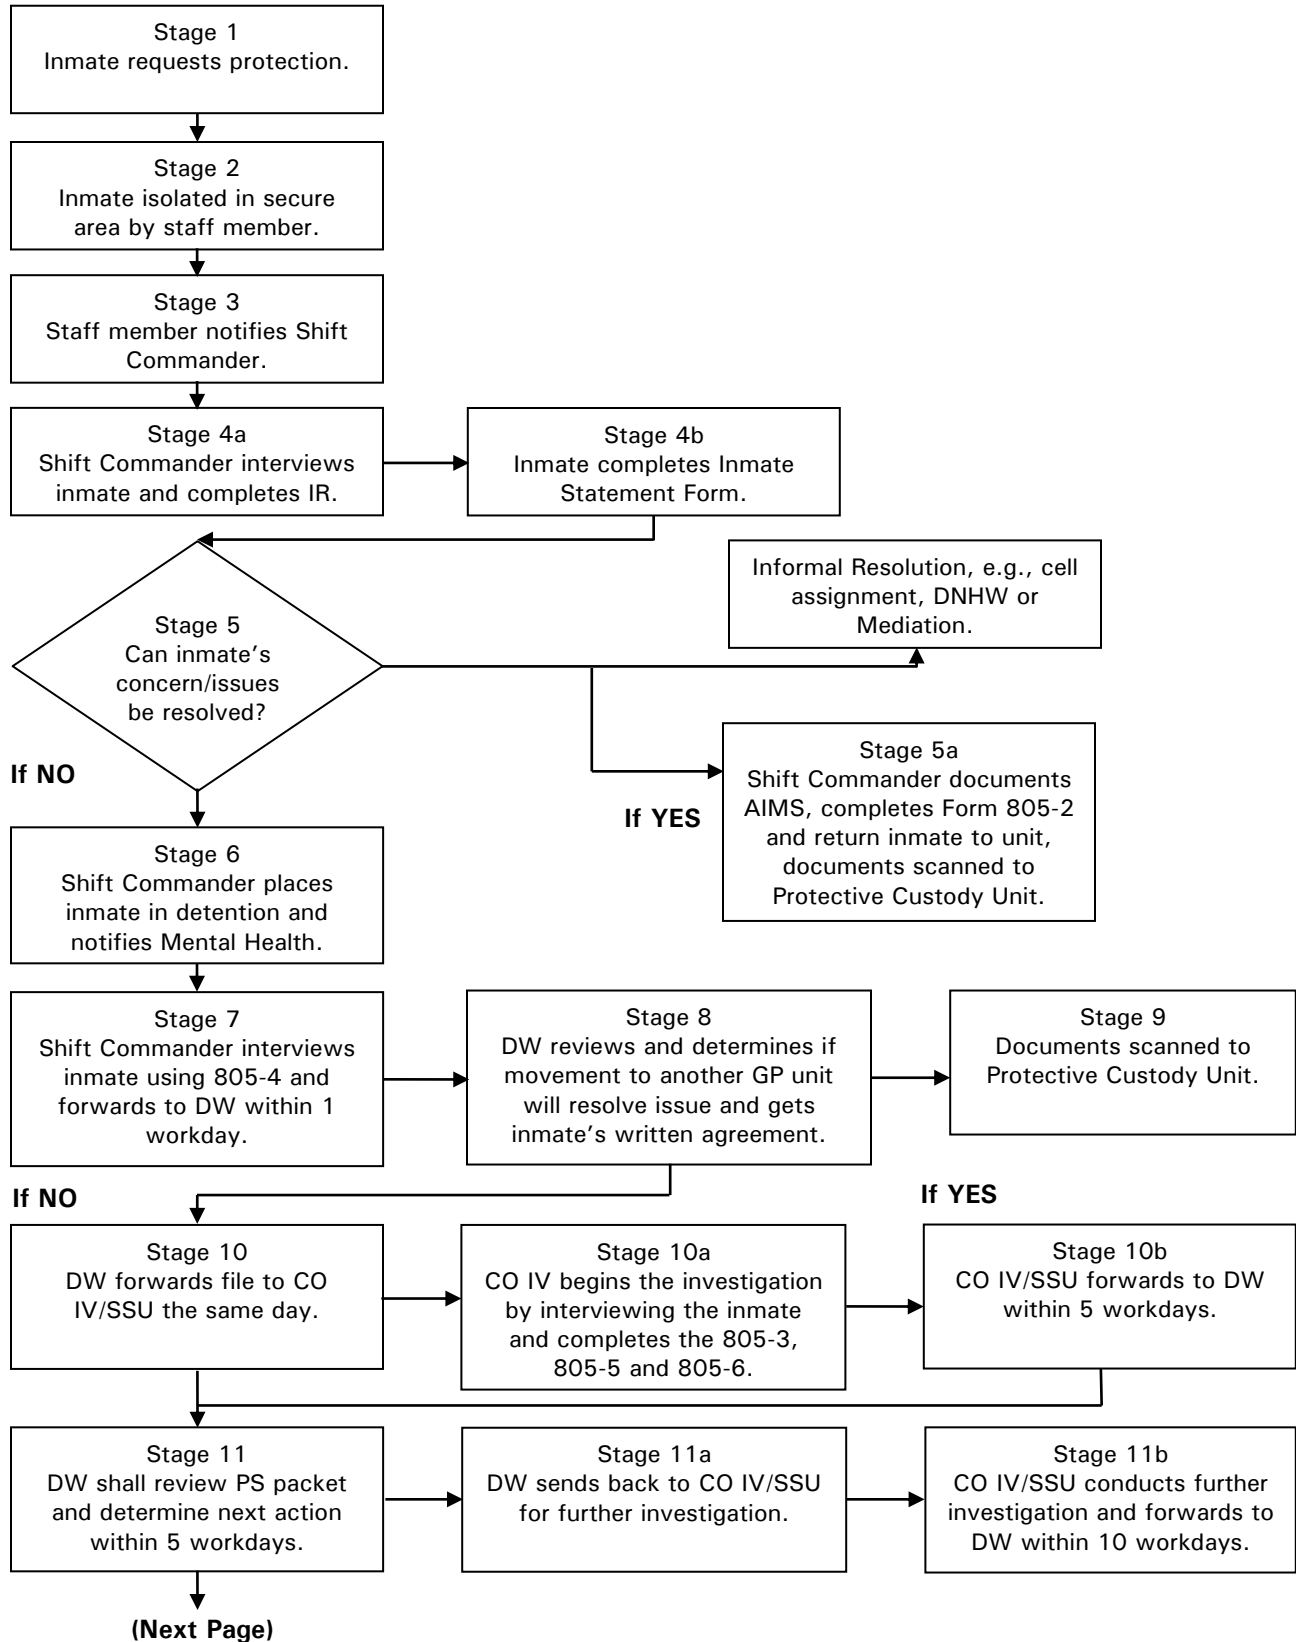 Stage 1
Inmate requests protection.
Stage 2
Inmate isolated in secure
area by staff member.
Stage 3
Staff member notifies Shift
Commander.
Stage 4a
Shift Commander interviews
inmate and completes IR.
Stage 4b
Inmate completes Inmate
Statement Form.
Informal Resolution, e.g., cell
assignment, DNHW or
Mediation.
Stage 5
Can inmate's
concern/issues
be resolved?
If NO
If YES
Stage 5a
Shift Commander documents
AIMS, completes Form 805-2
and return inmate to unit,
documents scanned to
Protective Custody Unit.
Stage 6
Shift Commander places
inmate in detention and
notifies Mental Health.
Stage 7
Shift Commander interviews
inmate using 805-4 and
forwards to DW within 1
workday.
Stage 8
DW reviews and determines if
movement to another GP unit
will resolve issue and gets
inmate's written agreement.
Stage 9
Documents scanned to
Protective Custody Unit.
If NO
If YES
Stage 10
DW forwards file to CO
IV/SSU the same day.
Stage 10a
CO IV begins the investigation
by interviewing the inmate
and completes the 805-3,
805-5 and 805-6.
Stage 10b
CO IV/SSU forwards to DW
within 5 workdays.
Stage 11
DW shall review PS packet
and determine next action
within 5 workdays.
Stage 11a
DW sends back to CO IV/SSU
for further investigation.
Stage 11b
CO IV/SSU conducts further
investigation and forwards to
DW within 10 workdays.
(Next Page)